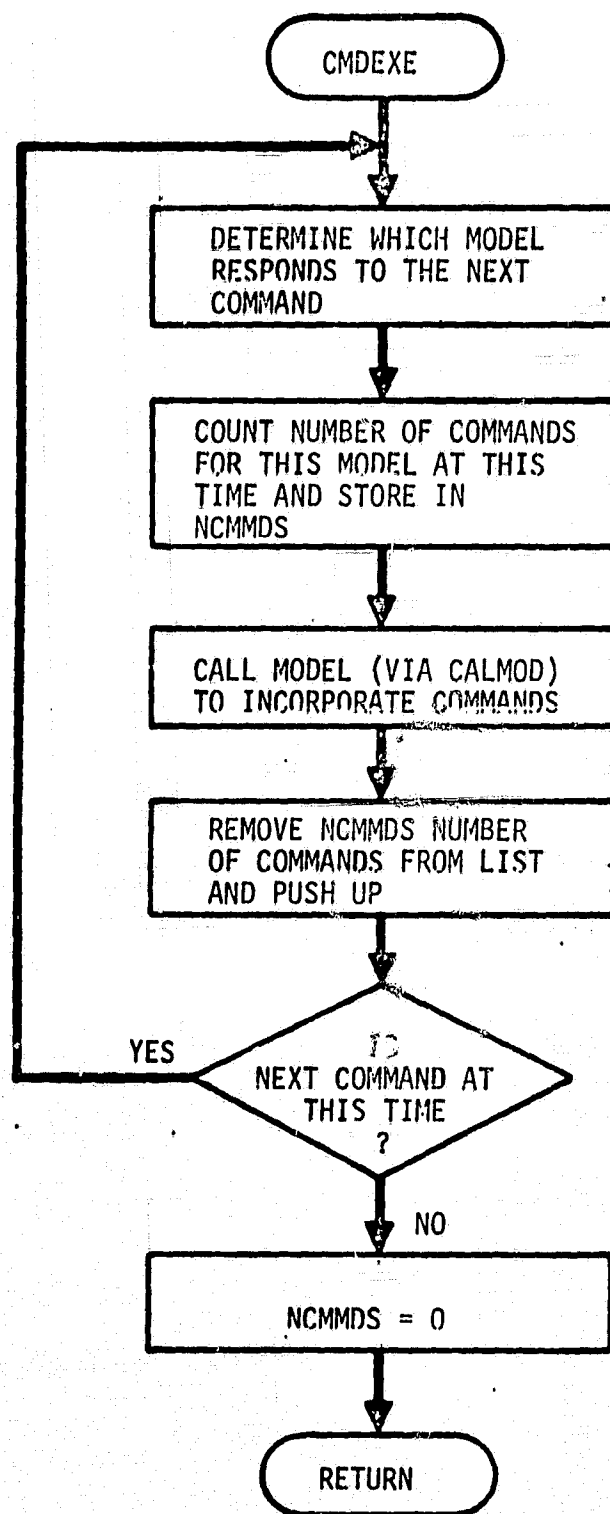 CMDEXE
DETERMINE WHICH MODEL
RESPONDS TO THE NEXT
COMMAND
COUNT NUMBER OF COMMANDS
FOR THIS MODEL AT THIS
TIME AND STORE IN
NCMMDS
CALL MODEL (VIA CALMOD)
TO INCORPORATE COMMANDS
REMOVE NCMMDS NUMBER
OF COMMANDS FROM LIST
AND PUSH UP
YES
IS
NEXT COMMAND AT
THIS TIME
?
NO
NCMMDS = 0
RETURN